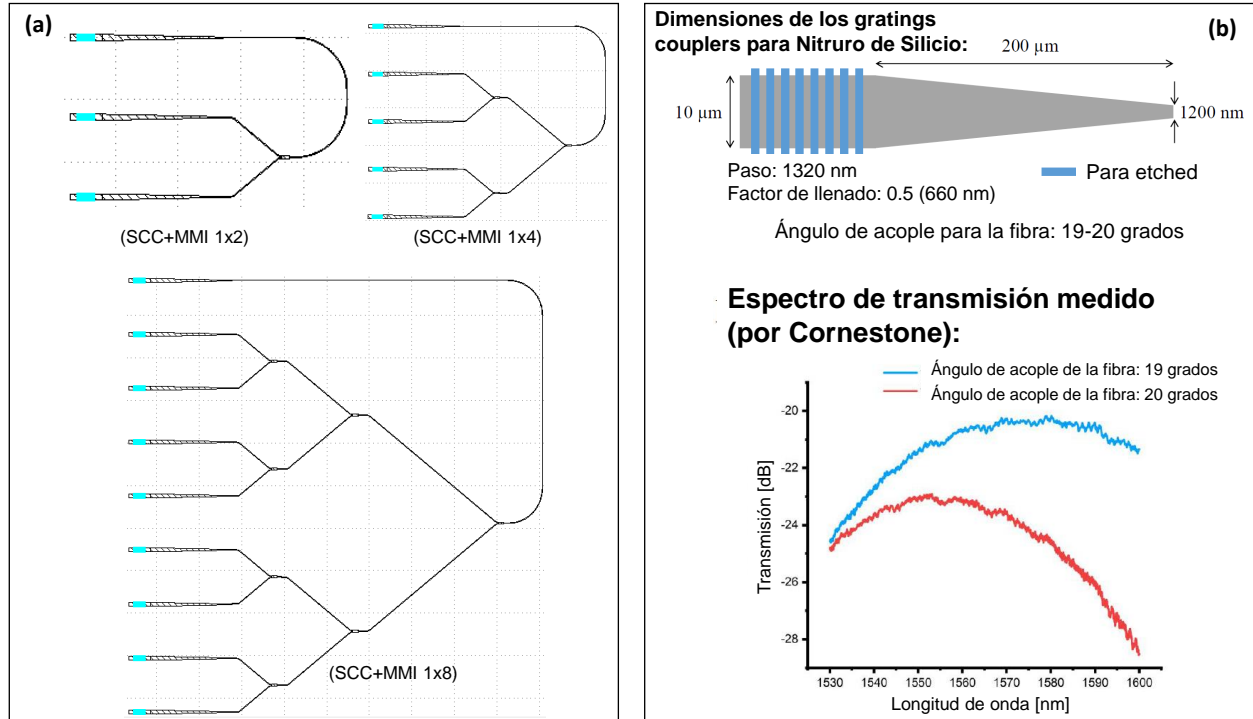 (a)
(SCC+MMI 1x2)
(SCC+MMI 1x4)
(SCC+MMI 1x8)
(b)
Dimensiones de los gratings
couplers para Nitruro de Silicio:
200 µm
10 µm
1200 nm
Paso: 1320 nm
Factor de llenado: 0.5 (660 nm)
Para etched
Ángulo de acople para la fibra: 19-20 grados
Espectro de transmisión medido
(por Cornestone):
Ángulo de acople de la fibra: 19 grados
Ángulo de acople de la fibra: 20 grados
Transmisión [dB]
-20
-22
-24
-26
-28
1530 1540 1550 1560 1570 1580 1590 1600
Longitud de onda [nm]